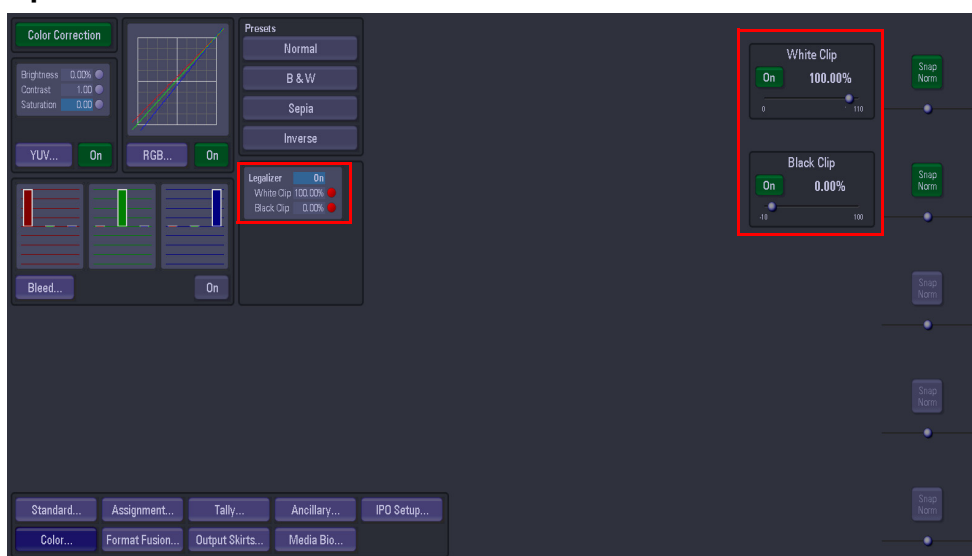 Color Correction
Brightness 0.00%
Contrast 1.00
Saturation 0.00
YUV... On
RGB... On
Presets
Normal
B & W
Sepia
Inverse
Legalizer On
White Clip 100.00%
Black Clip 0.00%
Bleed... On
White Clip
On 100.00%
0 110
Black Clip
On 0.00%
-10 100
Snap
Norm
Snap
Norm
Snap
Norm
Snap
Norm
Snap
Norm
Standard... Assignment... Tally... Ancillary... IPO Setup...
Color... Format Fusion... Output Skirts... Media Bio...